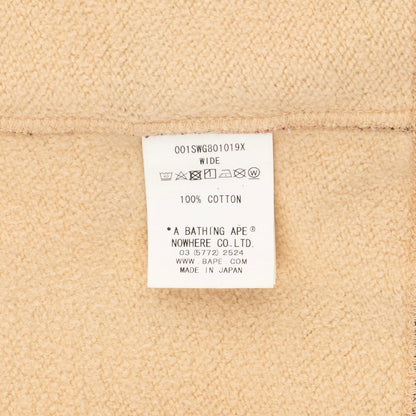 001SWG801019X
WIDE
100% COTTON
*A BATHING APE®
NOWHERE CO.LTD.
03(5772)2524
WWW.BAPE.COM
MADE IN JAPAN